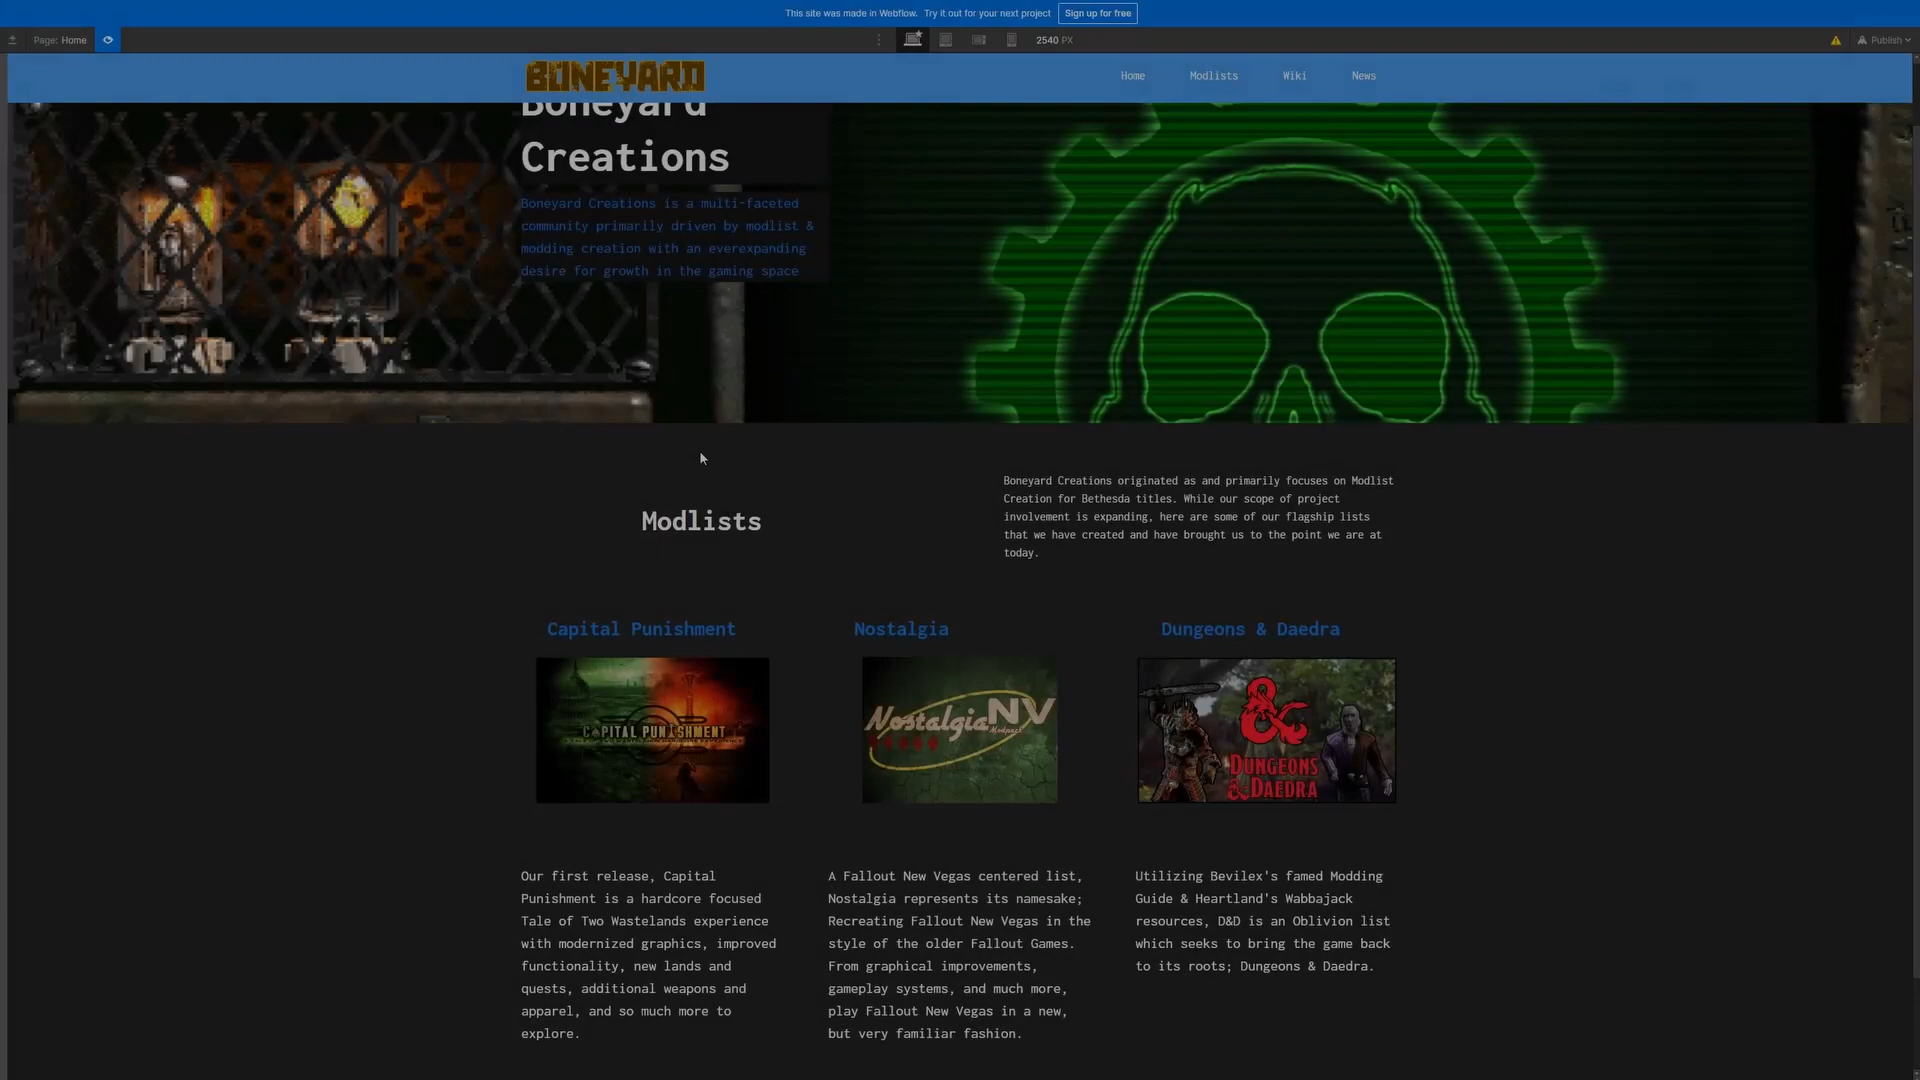 This site was made in Webflow. Try it out for your next project Sign up for free
Page: Home
2540 PX
Publish
BONEYARD
Home Modlists Wiki News
Boneyard
Creations
Boneyard Creations is a multi-faceted
community primarily driven by modlist &
modding creation with an everexpanding
desire for growth in the gaming space
Modlists
Boneyard Creations originated as and primarily focuses on Modlist
Creation for Bethesda titles. While our scope of project
involvement is expanding, here are some of our flagship lists
that we have created and have brought us to the point we are at
today.
Capital Punishment
CAPITAL PUNISHMENT
Our first release, Capital
Punishment is a hardcore focused
Tale of Two Wastelands experience
with modernized graphics, improved
functionality, new lands and
quests, additional weapons and
apparel, and so much more to
explore.
Nostalgia
Nostalgia NV
Modpack
A Fallout New Vegas centered list,
Nostalgia represents its namesake;
Recreating Fallout New Vegas in the
style of the older Fallout Games.
From graphical improvements,
gameplay systems, and much more,
play Fallout New Vegas in a new,
but very familiar fashion.
Dungeons & Daedra
DUNGEONS
& DAEDRA
Utilizing Bevilex's famed Modding
Guide & Heartland's Wabbajack
resources, D&D is an Oblivion list
which seeks to bring the game back
to its roots; Dungeons & Daedra.